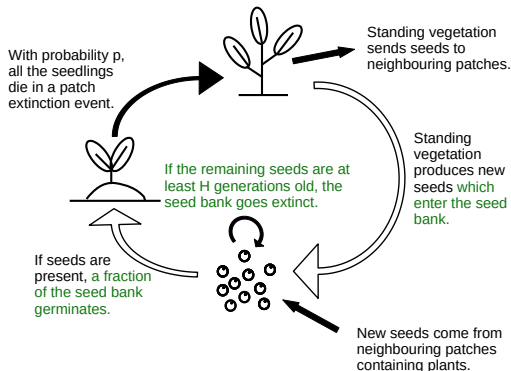 With probability p,
all the seedlings
die in a patch
extinction event.
Standing vegetation
sends seeds to
neighbouring patches.
Standing
vegetation
produces new
seeds which
enter the seed
bank.
If the remaining seeds are at
least H generations old, the
seed bank goes extinct.
If seeds are
present, a fraction
of the seed bank
germinates.
New seeds come from
neighbouring patches
containing plants.